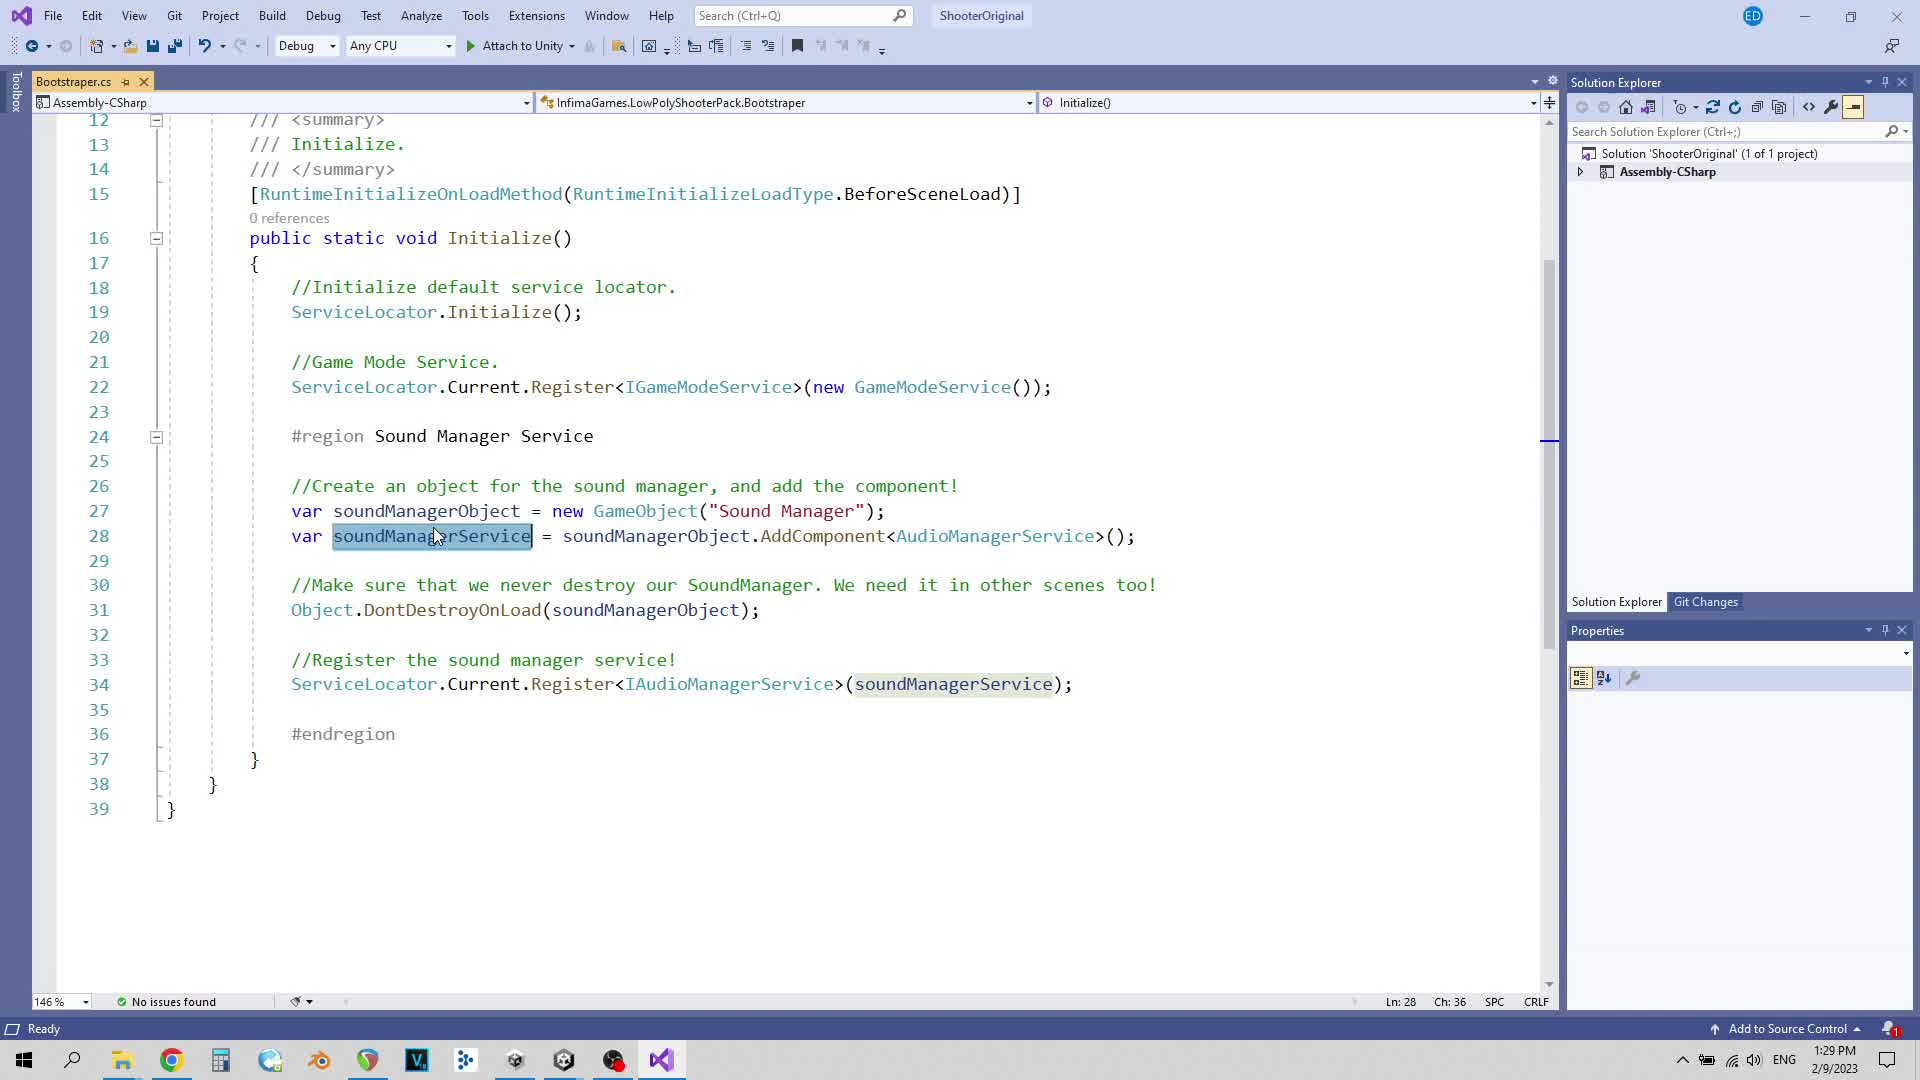 File Edit View Git Project Build Debug Test Analyze Tools Extensions Window Help Search (Ctrl+Q) ShooterOriginal ED
Debug Any CPU Attach to Unity
Toolbox
Bootstraper.cs
Assembly-CSharp InfimaGames.LowPolyShooterPack.Bootstraper Initialize()
12 /// <summary>
13 /// Initialize.
14 /// </summary>
15 [RuntimeInitializeOnLoadMethod(RuntimeInitializeLoadType.BeforeSceneLoad)]
0 references
16 public static void Initialize()
17 {
18 //Initialize default service locator.
19 ServiceLocator.Initialize();
20
21 //Game Mode Service.
22 ServiceLocator.Current.Register<IGameModeService>(new GameModeService());
23
24 #region Sound Manager Service
25
26 //Create an object for the sound manager, and add the component!
27 var soundManagerObject = new GameObject("Sound Manager");
28 var soundManagerService = soundManagerObject.AddComponent<AudioManagerService>();
29
30 //Make sure that we never destroy our SoundManager. We need it in other scenes too!
31 Object.DontDestroyOnLoad(soundManagerObject);
32
33 //Register the sound manager service!
34 ServiceLocator.Current.Register<IAudioManagerService>(soundManagerService);
35
36 #endregion
37 }
38 }
39 }
146 % No issues found Ln: 28 Ch: 36 SPC CRLF
Solution Explorer
Search Solution Explorer (Ctrl+;)
Solution 'ShooterOriginal' (1 of 1 project)
Assembly-CSharp
Solution Explorer Git Changes
Properties
Ready Add to Source Control 1
ENG 1:29 PM
2/9/2023